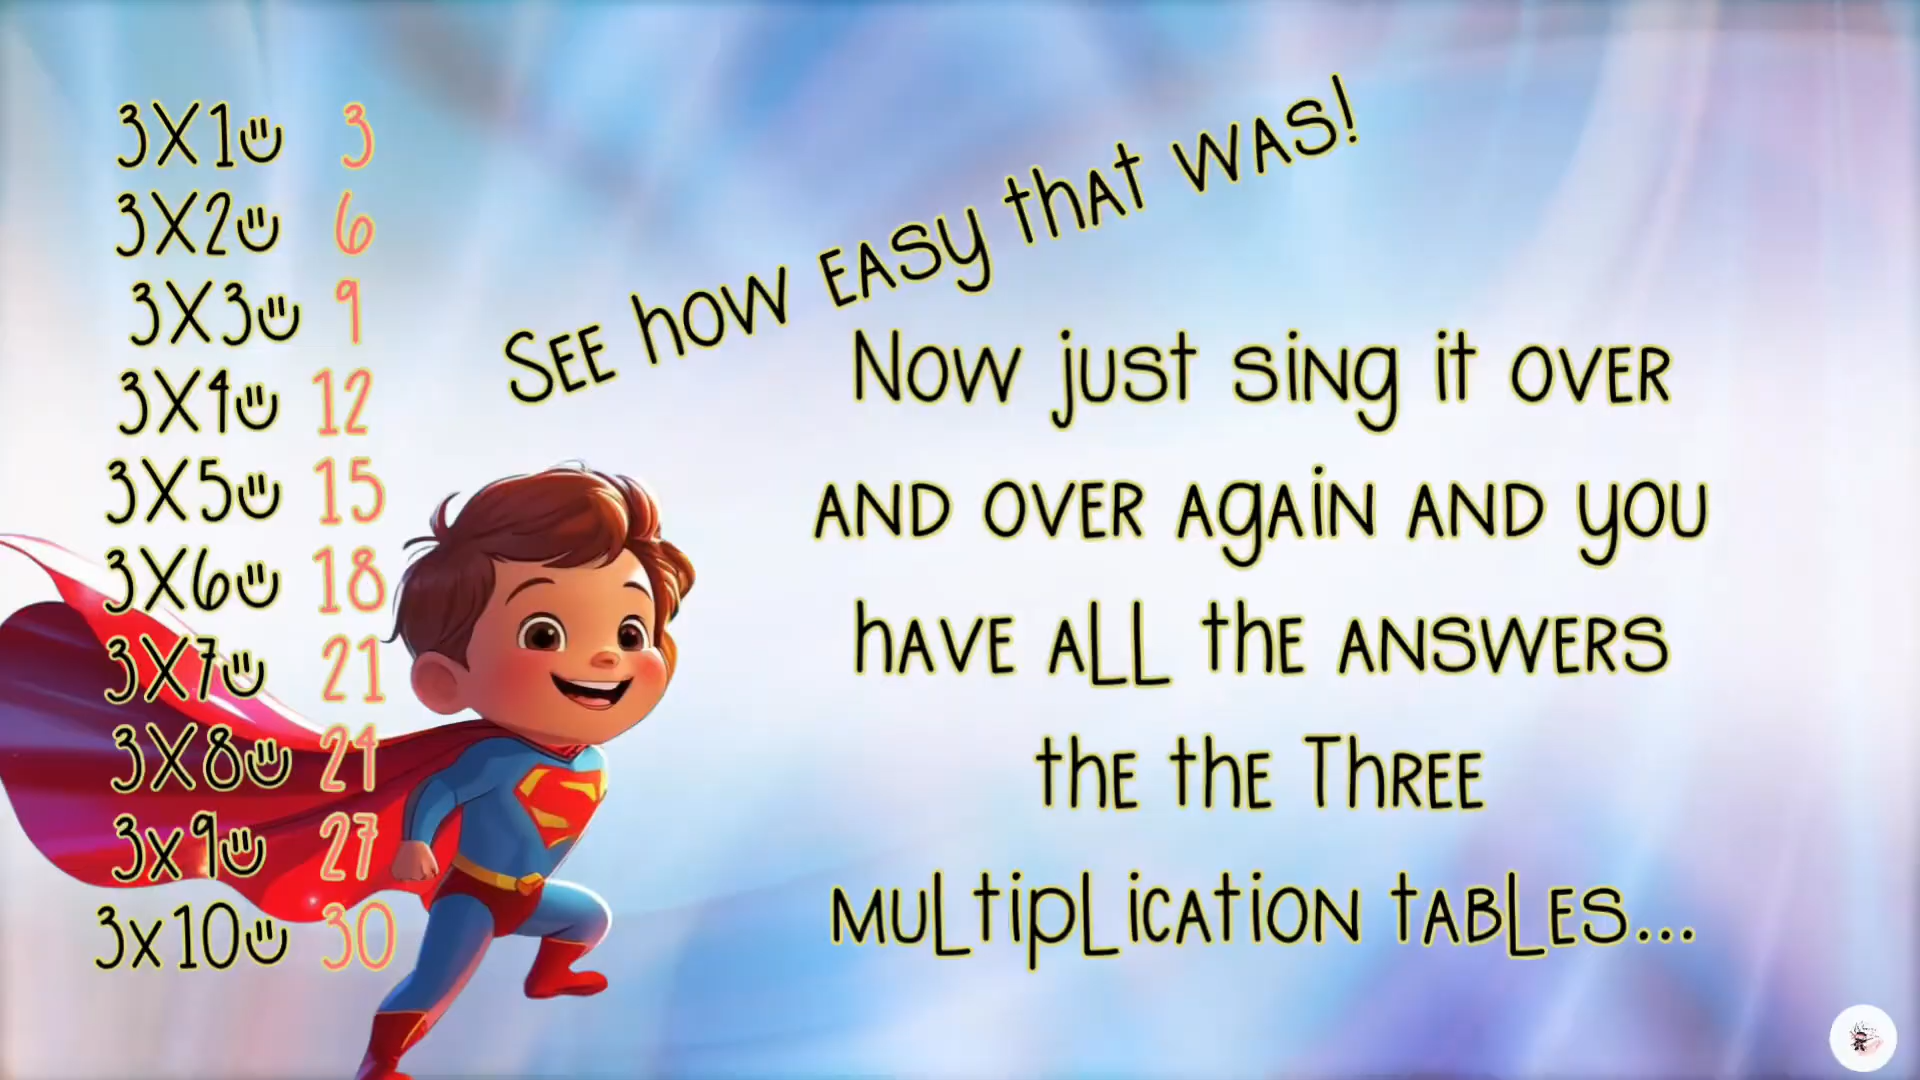 3X1 3
3X2 6
3X3 9
3X4 12
3X5 15
3X6 18
3X7 21
3X8 24
3x9 27
3x10 30
See how easy that was!
Now just sing it over
and over again and you
have all the answers
the the Three
multiplication tables...